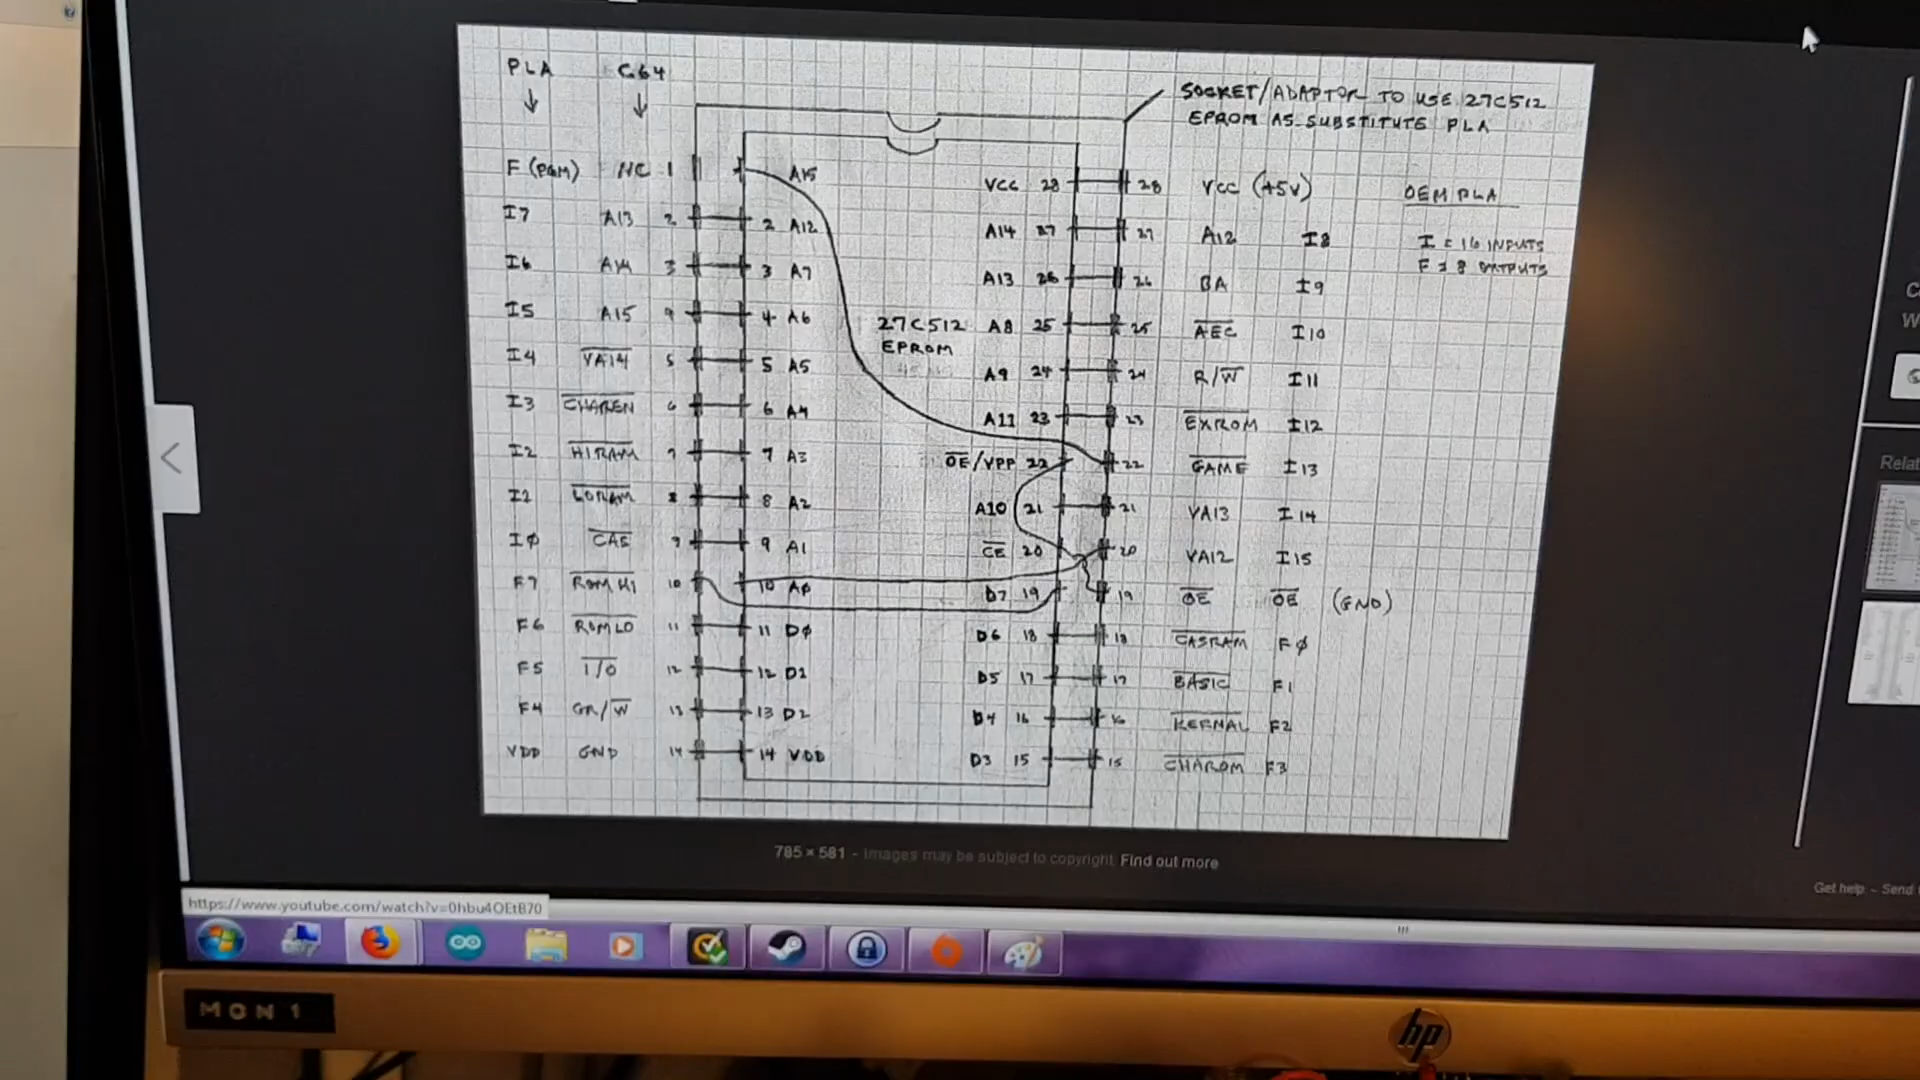 PLA C64
SOCKET/ADAPTOR TO USE 27C512
EPROM AS SUBSTITUTE PLA
F (PGM) NC 1 A15 VCC 28 28 VCC (+5V)
OEM PLA
I = 16 INPUTS
F = 8 OUTPUTS
I7 A13 2 2 A12 A14 27 27 A12 I8
I6 A14 3 3 A7 A13 26 26 BA I9
I5 A15 4 4 A6 A8 25 25 AEC I10
27C512
EPROM
I4 VA14 5 5 A5 A9 24 24 R/W I11
I3 CHAREN 6 6 A4 A11 23 23 EXROM I12
I2 HIRAM 7 7 A3 OE/VPP 22 22 GAME I13
I1 LORAM 8 8 A2 A10 21 21 VA13 I14
I0 CAS 9 9 A1 CE 20 20 VA12 I15
F7 ROMHI 10 10 A0 D7 19 19 OE OE (GND)
F6 ROMLO 11 11 D0 D6 18 18 CASRAM F0
F5 I/O 12 12 D1 D5 17 17 BASIC F1
F4 GR/W 13 13 D2 D4 16 16 KERNAL F2
VDD GND 14 14 VDD D3 15 15 CHAROM F3
785 × 581 - Images may be subject to copyright. Find out more
Relat
Get help - Send
https://www.youtube.com/watch?v=0hbu4OEtB70
MON 1
hp